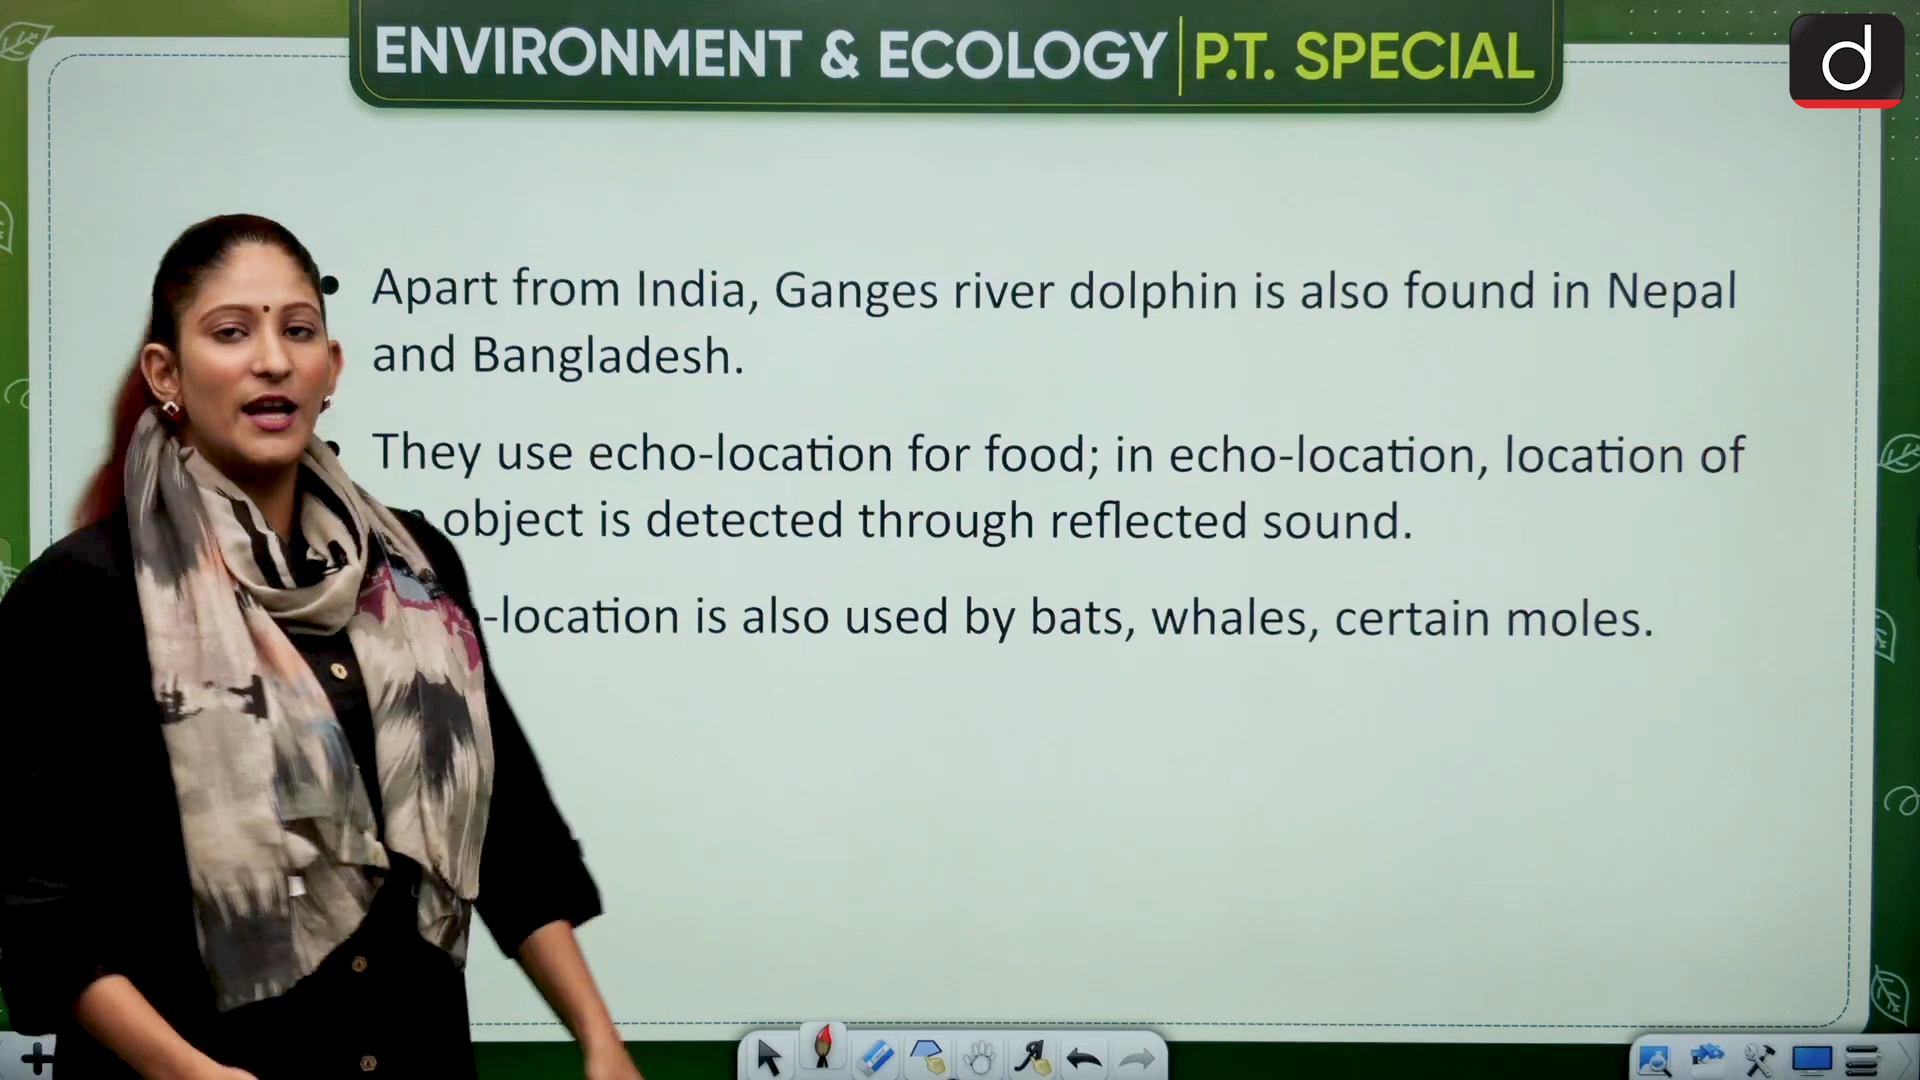 ENVIRONMENT & ECOLOGY P.T. SPECIAL
d
Apart from India, Ganges river dolphin is also found in Nepal
and Bangladesh.
They use echo-location for food; in echo-location, location of
object is detected through reflected sound.
-location is also used by bats, whales, certain moles.